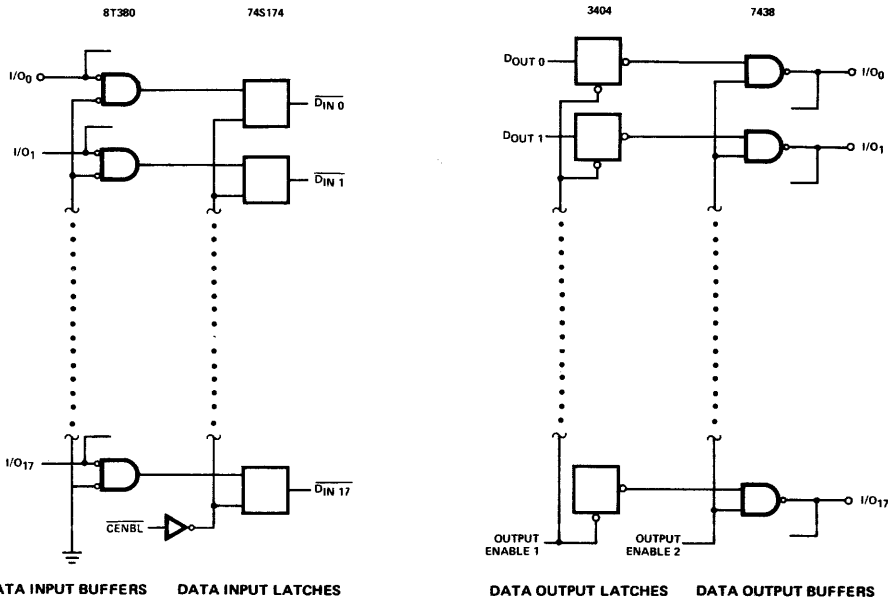 8T380 74S174 3404 7438
I/O0
DIN 0
I/O1
DIN 1
I/O17
DIN 17
CENBL
DOUT 0
I/O0
DOUT 1
I/O1
I/O17
OUTPUT
ENABLE 1
OUTPUT
ENABLE 2
ATA INPUT BUFFERS DATA INPUT LATCHES DATA OUTPUT LATCHES DATA OUTPUT BUFFERS